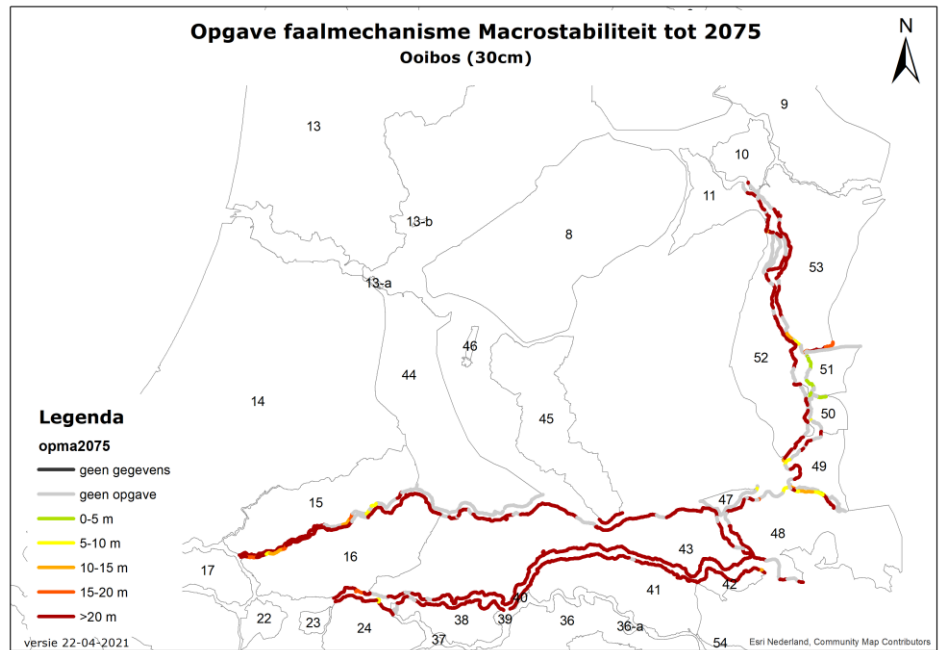 Opgave faalmechanisme Macrostabiliteit tot 2075
Ooibos (30cm)
N
9
13
10
11
13-b
8
53
13-a
46
52
51
44
14
45
50
49
15
47
48
16
43
17
41
42
40
22
23
24
38
39
36
36-a
37
54
Legenda
opma2075
geen gegevens
geen opgave
0-5 m
5-10 m
10-15 m
15-20 m
>20 m
versie 22-04-2021
Esri Nederland, Community Map Contributors